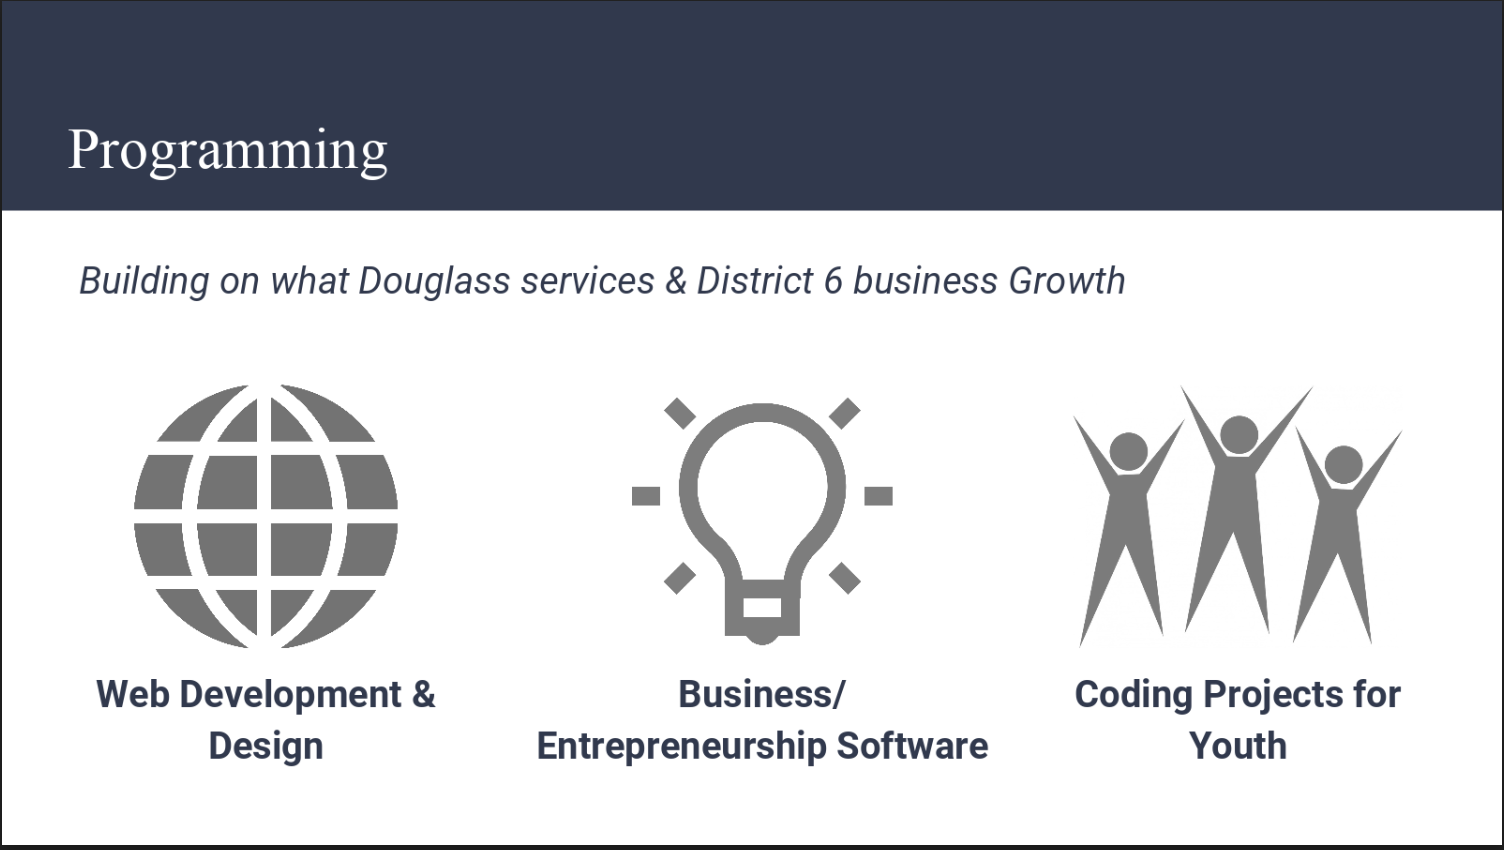 Programming
Building on what Douglass services & District 6 business Growth
Web Development &
Design
Business/
Entrepreneurship Software
Coding Projects for
Youth